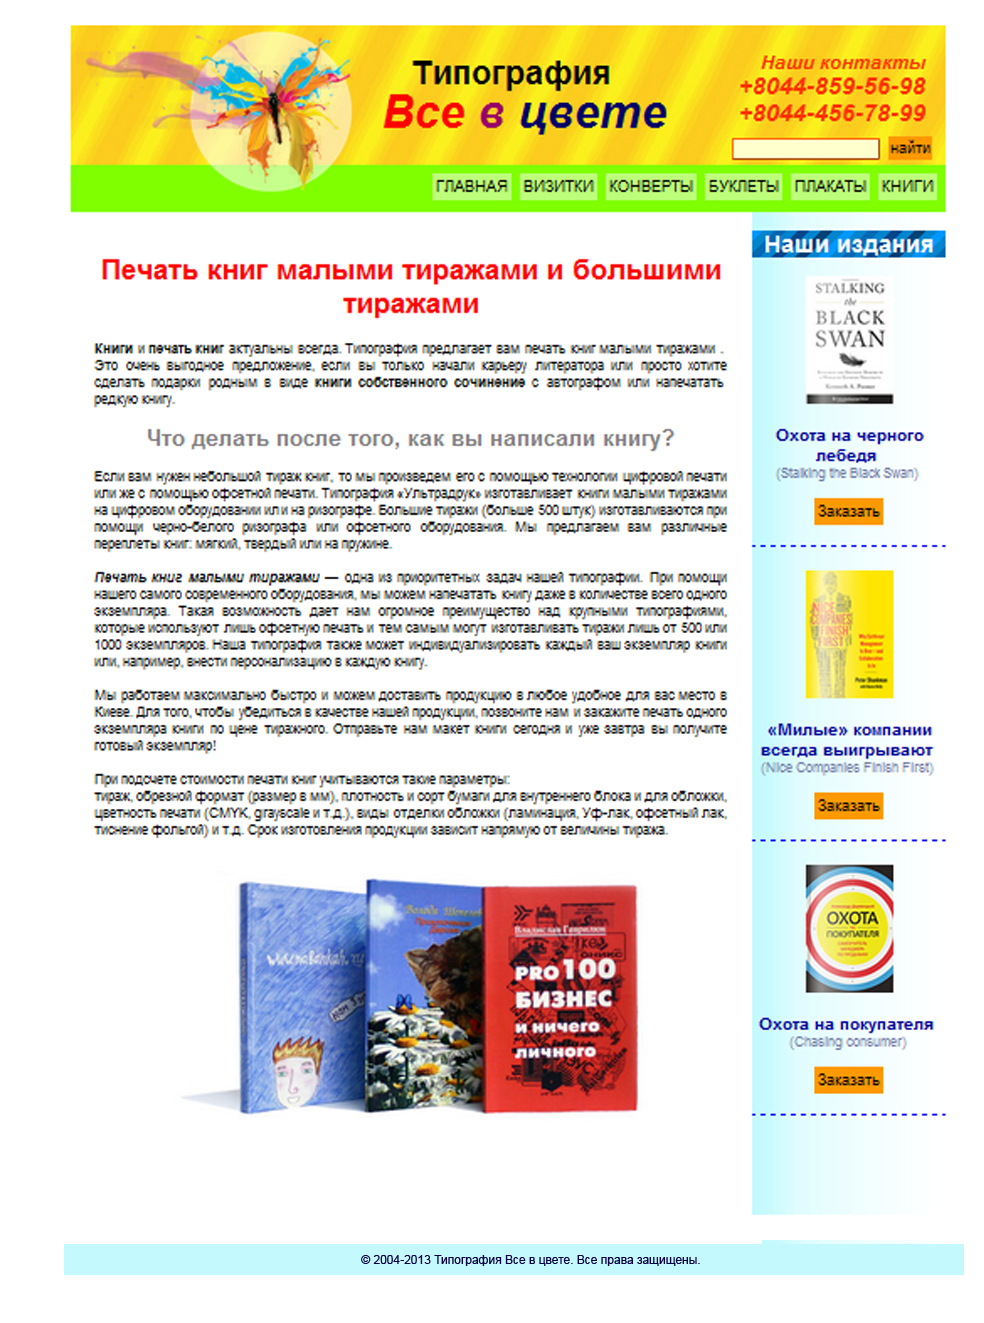 Типография
Все в цвете
Наши контакты
+8044-859-56-98
+8044-456-78-99
найти
ГЛАВНАЯ ВИЗИТКИ КОНВЕРТЫ БУКЛЕТЫ ПЛАКАТЫ КНИГИ
Печать книг малыми тиражами и большими
тиражами
Книги и печать книг актуальны всегда. Типография предлагает вам печать книг малыми тиражами .
Это очень выгодное предложение, если вы только начали карьеру литератора или просто хотите
сделать подарки родным в виде книги собственного сочинение с автографом или напечатать
редкую книгу.
Что делать после того, как вы написали книгу?
Если вам нужен небольшой тираж книг, то мы произведем его с помощью технологии цифровой печати
или же с помощью офсетной печати. Типография «Ультрадрук» изготавливает книги малыми тиражами
на цифровом оборудовании или на ризографе. Большие тиражи (больше 500 штук) изготавливаются при
помощи черно-белого ризографа или офсетного оборудования. Мы предлагаем вам различные
переплеты книг: мягкий, твердый или на пружине.
Печать книг малыми тиражами — одна из приоритетных задач нашей типографии. При помощи
нашего самого современного оборудования, мы можем напечатать книгу даже в количестве всего одного
экземпляра. Такая возможность дает нам огромное преимущество над крупными типографиями,
которые используют лишь офсетную печать и тем самым могут изготавливать тиражи лишь от 500 или
1000 экземпляров. Наша типография также может индивидуализировать каждый ваш экземпляр книги
или, например, внести персонализацию в каждую книгу.
Мы работаем максимально быстро и можем доставить продукцию в любое удобное для вас место в
Киеве. Для того, чтобы убедиться в качестве нашей продукции, позвоните нам и закажите печать одного
экземпляра книги по цене тиражного. Отправьте нам макет книги сегодня и уже завтра вы получите
готовый экземпляр!
При подсчете стоимости печати книг учитываются такие параметры:
тираж, обрезной формат (размер в мм), плотность и сорт бумаги для внутреннего блока и для обложки,
цветность печати (CMYK, grayscale и т.д.), виды отделки обложки (ламинация, Уф-лак, офсетный лак,
тиснение фольгой) и т.д. Срок изготовления продукции зависит напрямую от величины тиража.
Владислав Гаврилюк
PRO100
БИЗНЕС
и ничего
личного
Наши издания
STALKING
the
BLACK
SWAN
Охота на черного
лебедя
(Stalking the Black Swan)
Заказать
NICE
COMPANIES
FINISH
FIRST
Peter Shankman
«Милые» компании
всегда выигрывают
(Nice Companies Finish First)
Заказать
ОХОТА
ПОКУПАТЕЛЯ
Охота на покупателя
(Chasing consumer)
Заказать
© 2004-2013 Типография Все в цвете. Все права защищены.